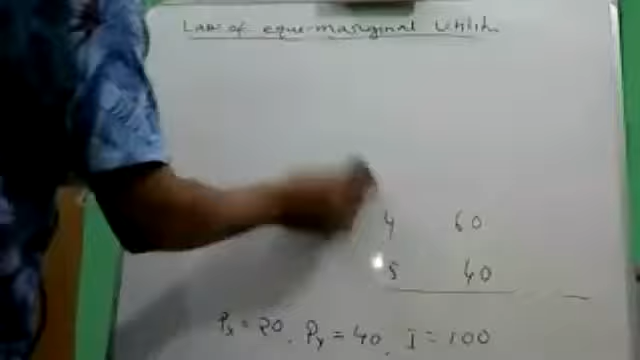 Law of equi-marginal Utility
4 60
5 40
Px = 20, Py = 40, I = 100